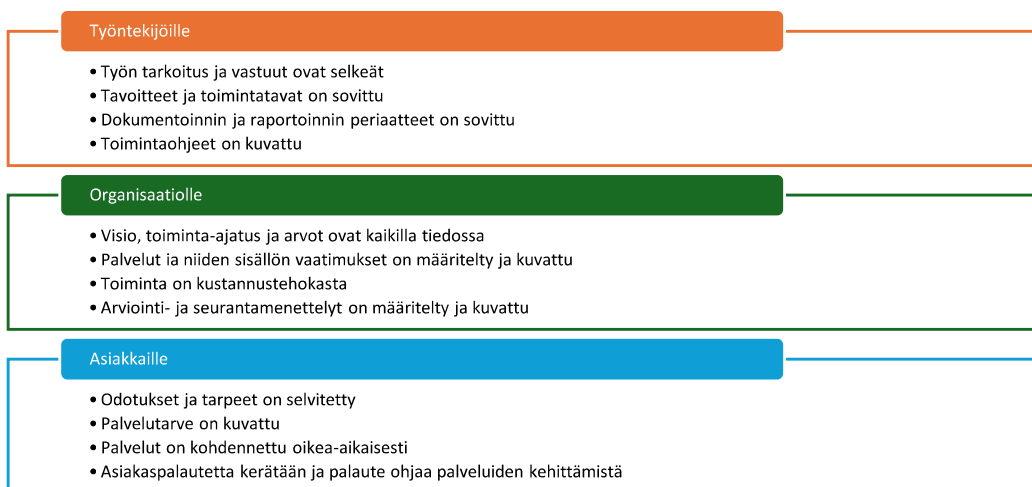 Työntekijöille
• Työn tarkoitus ja vastuut ovat selkeät
• Tavoitteet ja toimintatavat on sovittu
• Dokumentoinnin ja raportoinnin periaatteet on sovittu
• Toimintaohjeet on kuvattu
Organisaatiolle
• Visio, toiminta-ajatus ja arvot ovat kaikilla tiedossa
• Palvelut ia niiden sisällön vaatimukset on määritelty ja kuvattu
• Toiminta on kustannustehokasta
• Arviointi- ja seurantamenettelyt on määritelty ja kuvattu
Asiakkaille
• Odotukset ja tarpeet on selvitetty
• Palvelutarve on kuvattu
• Palvelut on kohdennettu oikea-aikaisesti
• Asiakaspalautetta kerätään ja palaute ohjaa palveluiden kehittämistä